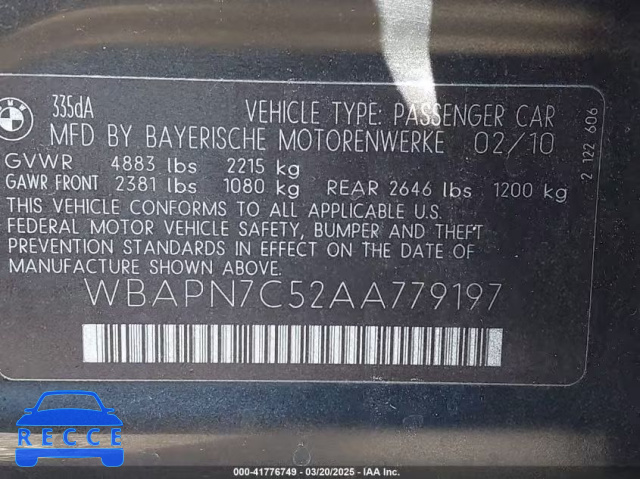 BMW
335dA
VEHICLE TYPE: PASSENGER CAR
MFD BY BAYERISCHE MOTORENWERKE 02/10
GVWR 4883 lbs 2215 kg
GAWR FRONT 2381 lbs 1080 kg REAR 2646 lbs 1200 kg
THIS VEHICLE CONFORMS TO ALL APPLICABLE U.S.
FEDERAL MOTOR VEHICLE SAFETY, BUMPER AND THEFT
PREVENTION STANDARDS IN EFFECT ON THE DATE OF
MANUFACTURE SHOWN ABOVE.
WBAPN7C52AA779197
2 122 606
DACCE
000-41776749 — 03/20/2025 — IAA Inc.